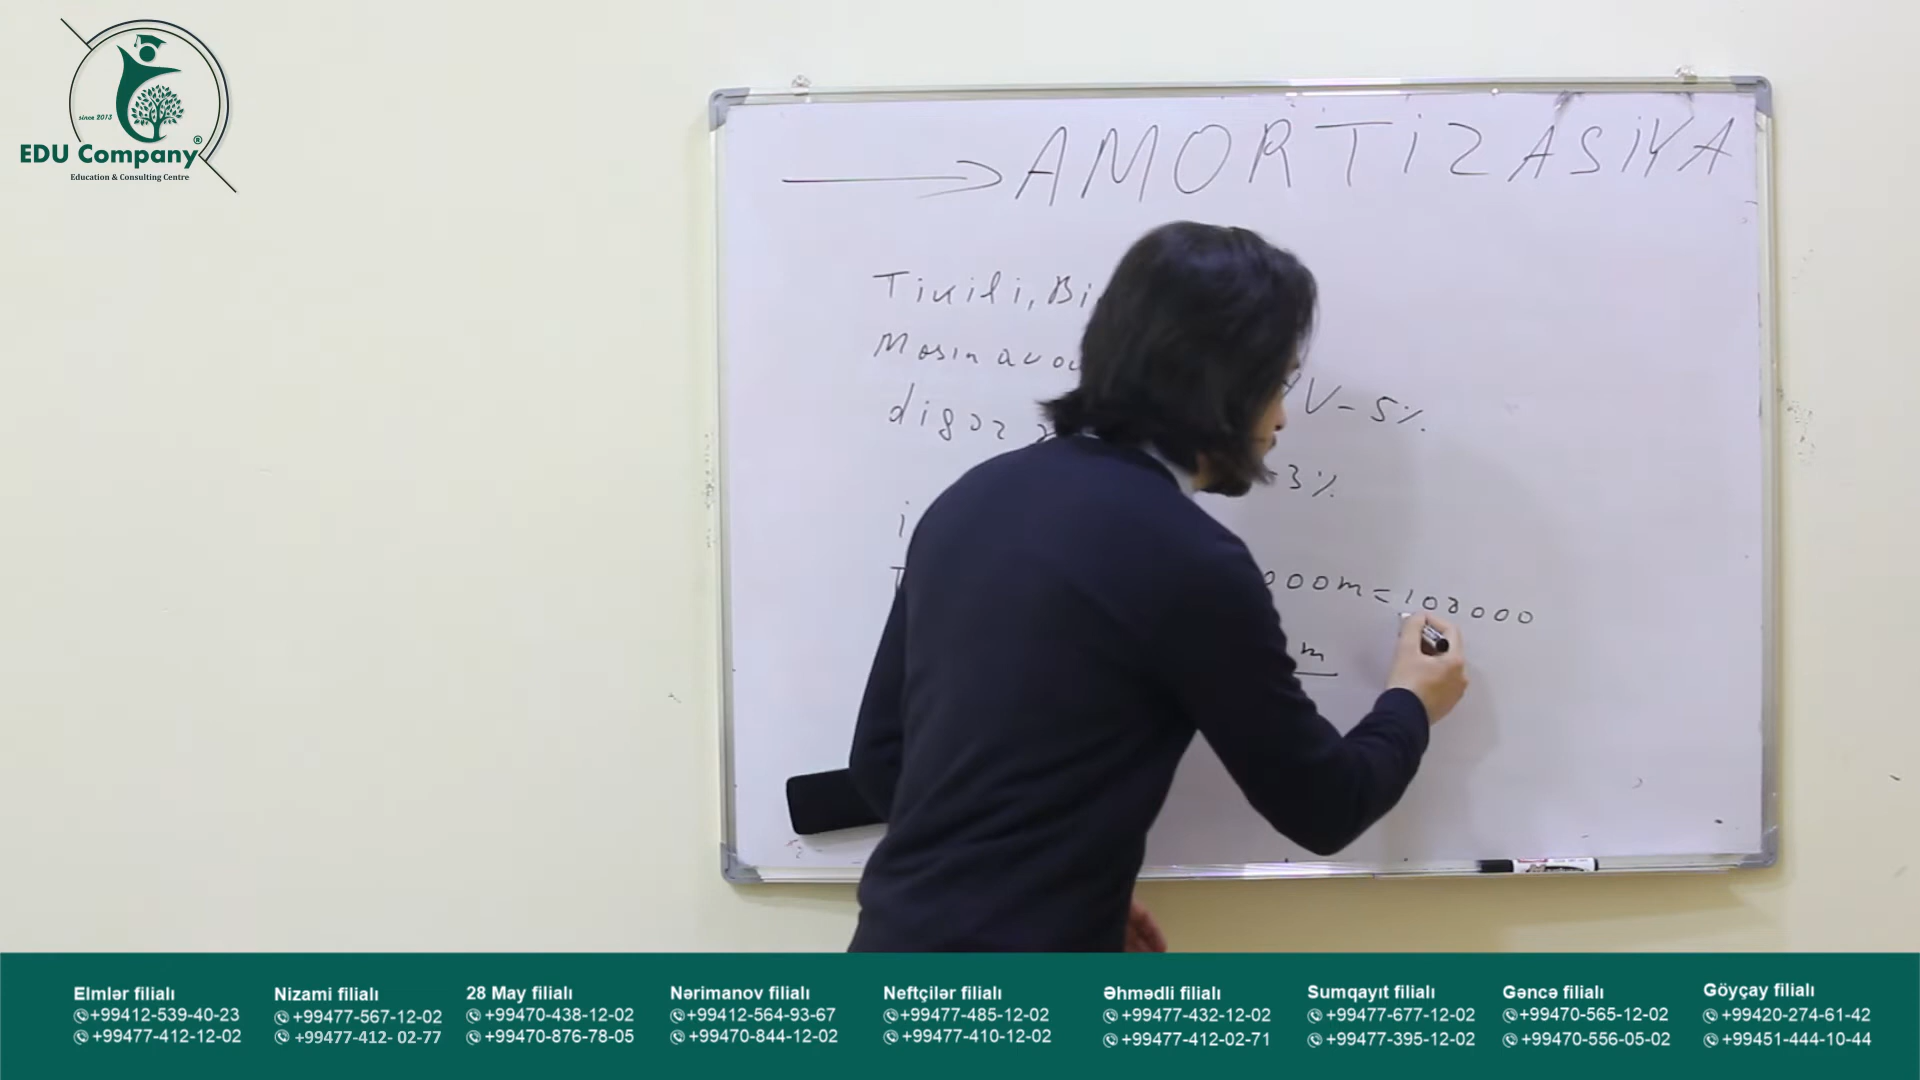 since 2013
EDU Company®
Education & Consulting Centre
→ AMORTİZASİYA
Tikili, Bi
Masın ava
digər
V - 5%
- 3%
i
T
000m = 108000
m
Elmlər filialı
+99412-539-40-23
+99477-412-12-02
Nizami filialı
+99477-567-12-02
+99477-412- 02-77
28 May filialı
+99470-438-12-02
+99470-876-78-05
Nərimanov filialı
+99412-564-93-67
+99470-844-12-02
Neftçilər filialı
+99477-485-12-02
+99477-410-12-02
Əhmədli filialı
+99477-432-12-02
+99477-412-02-71
Sumqayıt filialı
+99477-677-12-02
+99477-395-12-02
Gəncə filialı
+99470-565-12-02
+99470-556-05-02
Göyçay filialı
+99420-274-61-42
+99451-444-10-44